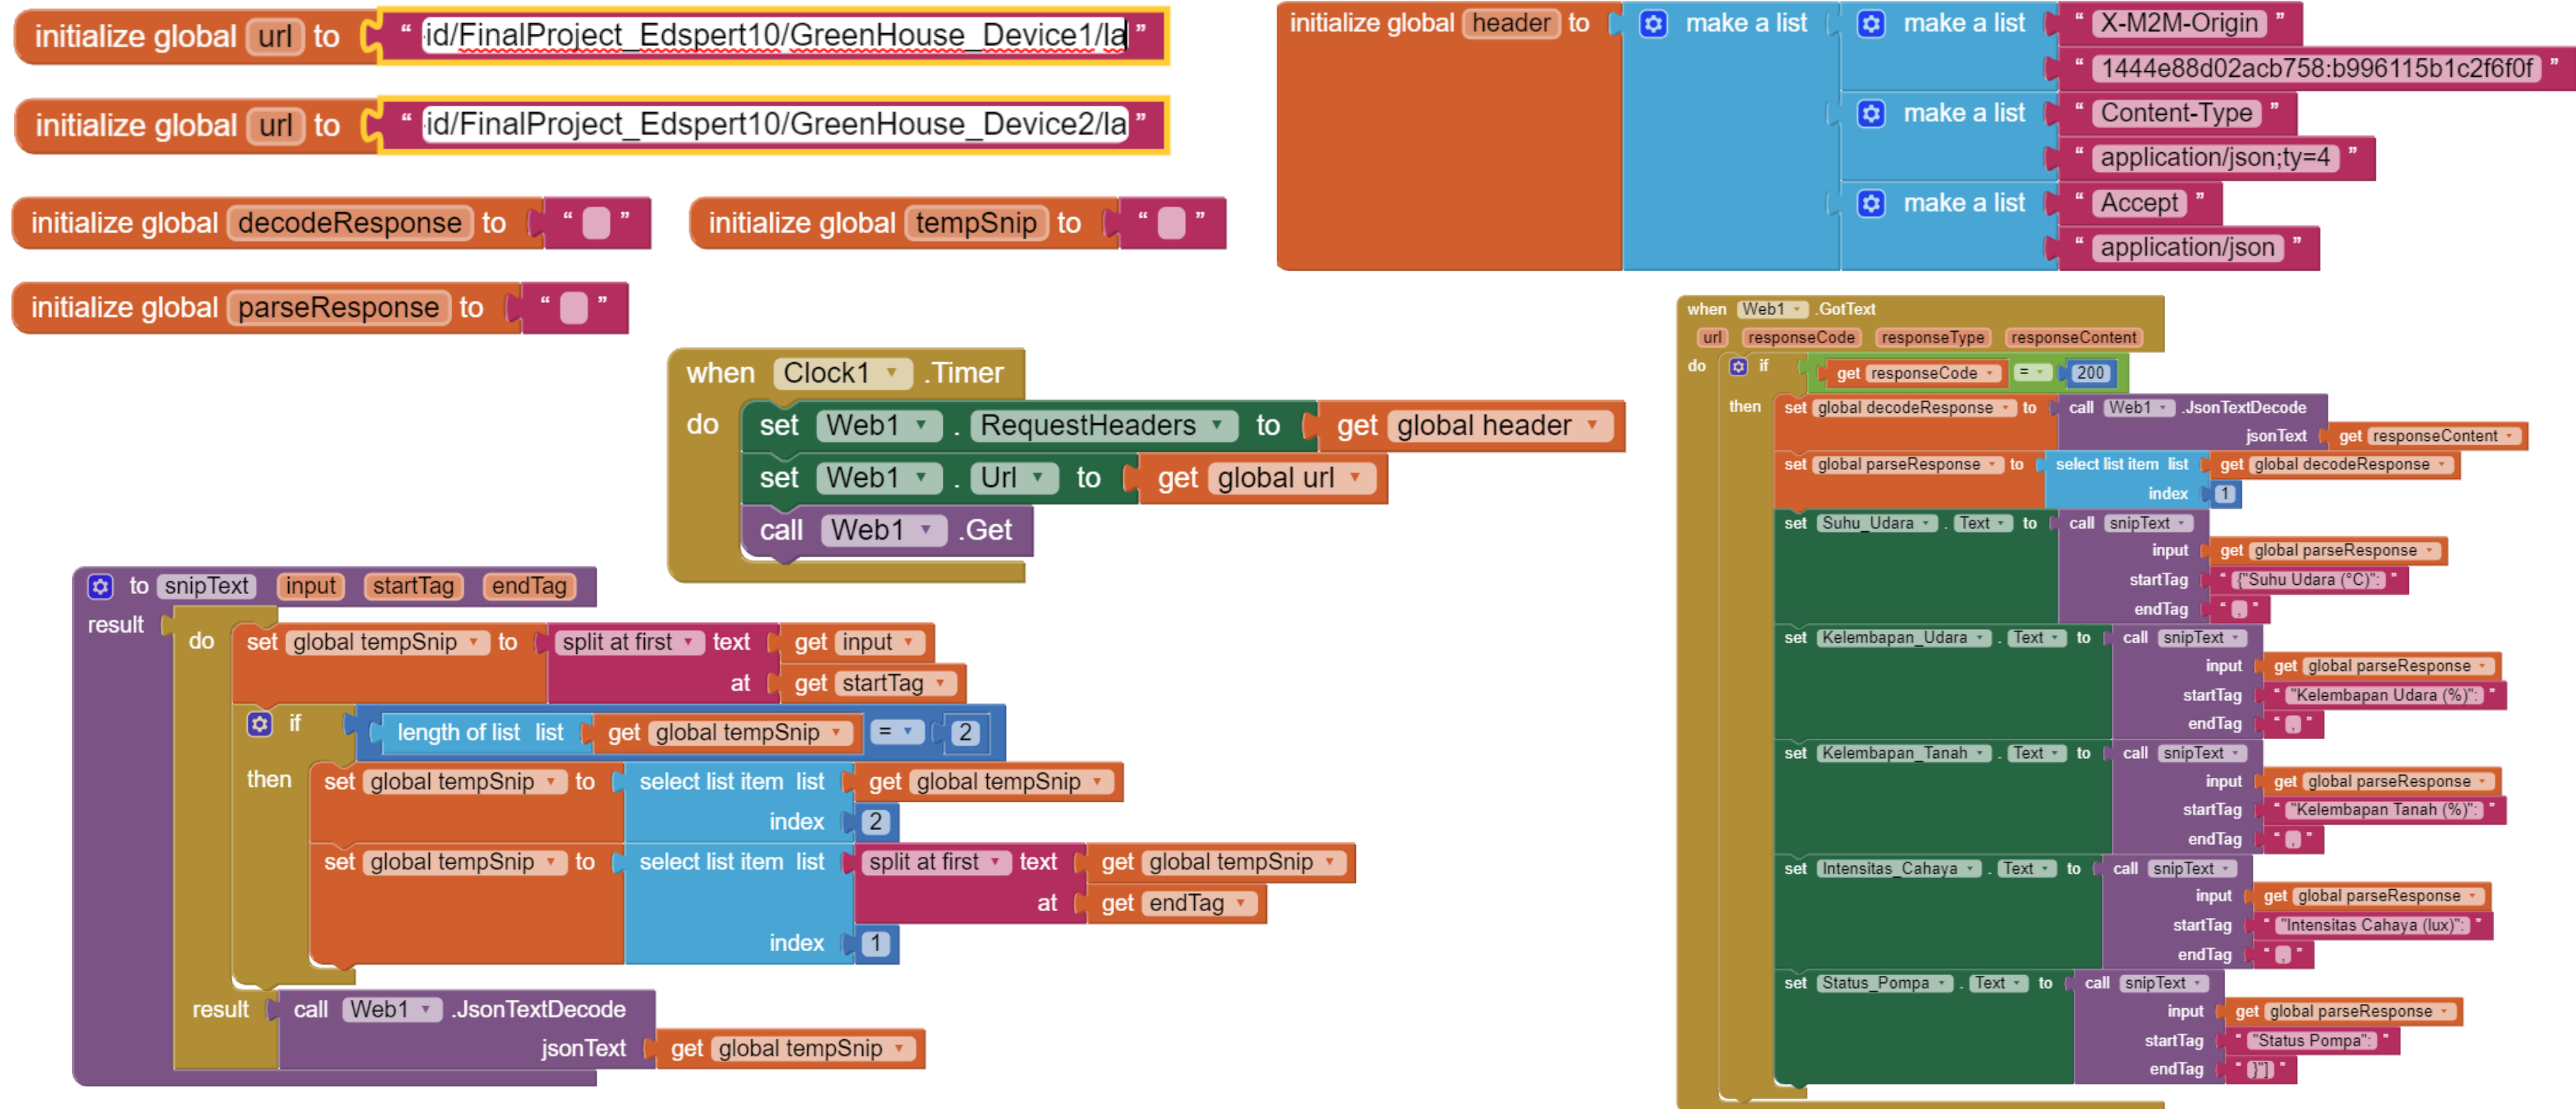 initialize global url to “ id/FinalProject_Edspert10/GreenHouse_Device1/la ”
initialize global url to “ id/FinalProject_Edspert10/GreenHouse_Device2/la ”
initialize global decodeResponse to “ ”
initialize global tempSnip to “ ”
initialize global parseResponse to “ ”
initialize global header to make a list make a list “ X-M2M-Origin ”
“ 1444e88d02acb758:b996115b1c2f6f0f ”
make a list “ Content-Type ”
“ application/json;ty=4 ”
make a list “ Accept ”
“ application/json ”
when Clock1 .Timer
do set Web1 . RequestHeaders to get global header
set Web1 . Url to get global url
call Web1 .Get
to snipText input startTag endTag
result do set global tempSnip to split at first text get input
at get startTag
if length of list list get global tempSnip = 2
then set global tempSnip to select list item list get global tempSnip
index 2
set global tempSnip to select list item list split at first text get global tempSnip
at get endTag
index 1
result call Web1 .JsonTextDecode
jsonText get global tempSnip
when Web1 .GotText
url responseCode responseType responseContent
do if get responseCode = 200
then set global decodeResponse to call Web1 .JsonTextDecode
jsonText get responseContent
set global parseResponse to select list item list get global decodeResponse
index 1
set Suhu_Udara . Text to call snipText
input get global parseResponse
startTag “ {"Suhu Udara (°C)": ”
endTag “ , ”
set Kelembapan_Udara . Text to call snipText
input get global parseResponse
startTag “ "Kelembapan Udara (%)": ”
endTag “ , ”
set Kelembapan_Tanah . Text to call snipText
input get global parseResponse
startTag “ "Kelembapan Tanah (%)": ”
endTag “ , ”
set Intensitas_Cahaya . Text to call snipText
input get global parseResponse
startTag “ "Intensitas Cahaya (lux)": ”
endTag “ , ”
set Status_Pompa . Text to call snipText
input get global parseResponse
startTag “ "Status Pompa": ”
endTag “ }"] ”